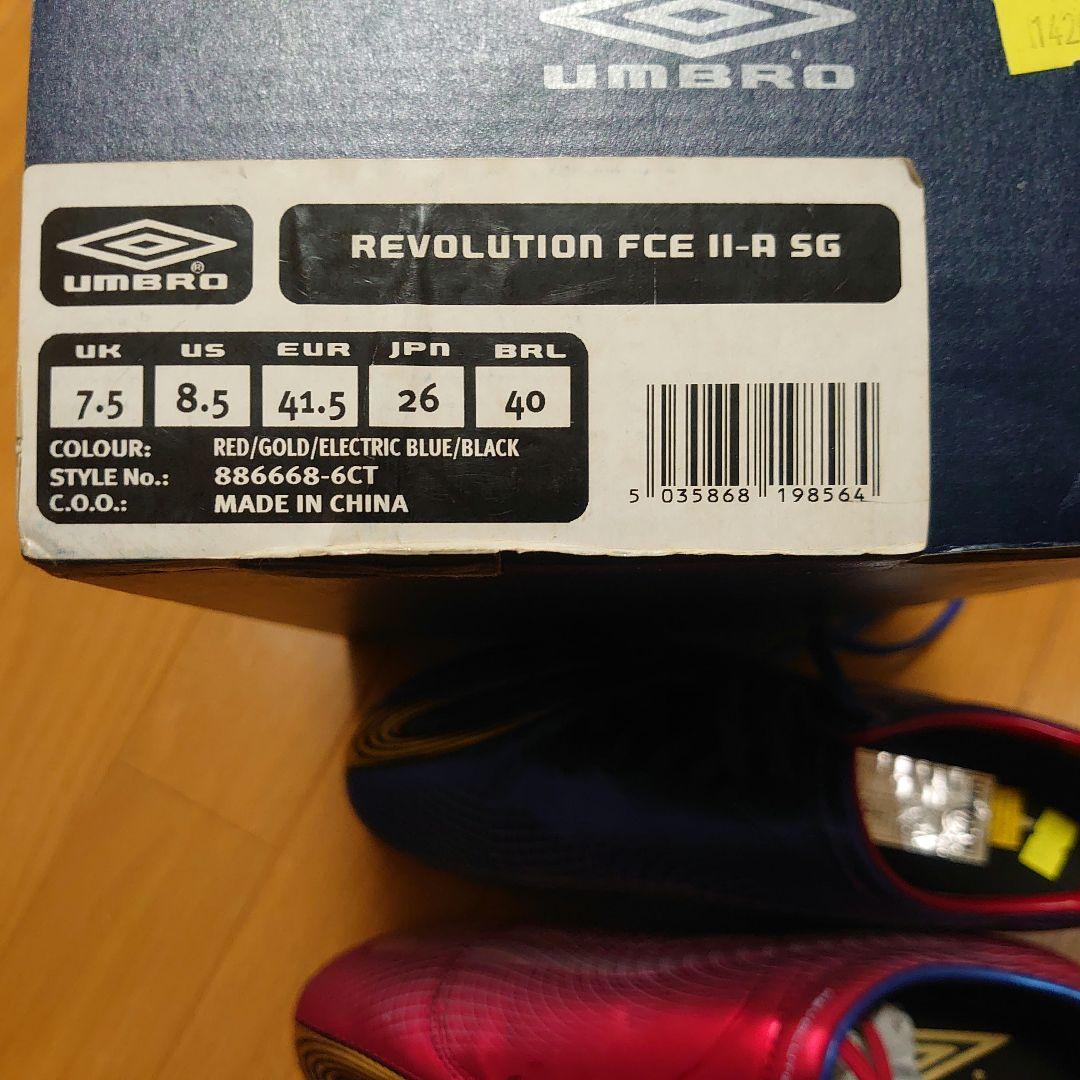 UMBRO
142
UMBRO®
REVOLUTION FCE II-A SG
UK US EUR JPN BRL
7.5 8.5 41.5 26 40
COLOUR: RED/GOLD/ELECTRIC BLUE/BLACK
STYLE No.: 886668-6CT
C.O.O.: MADE IN CHINA
5 035868 198564